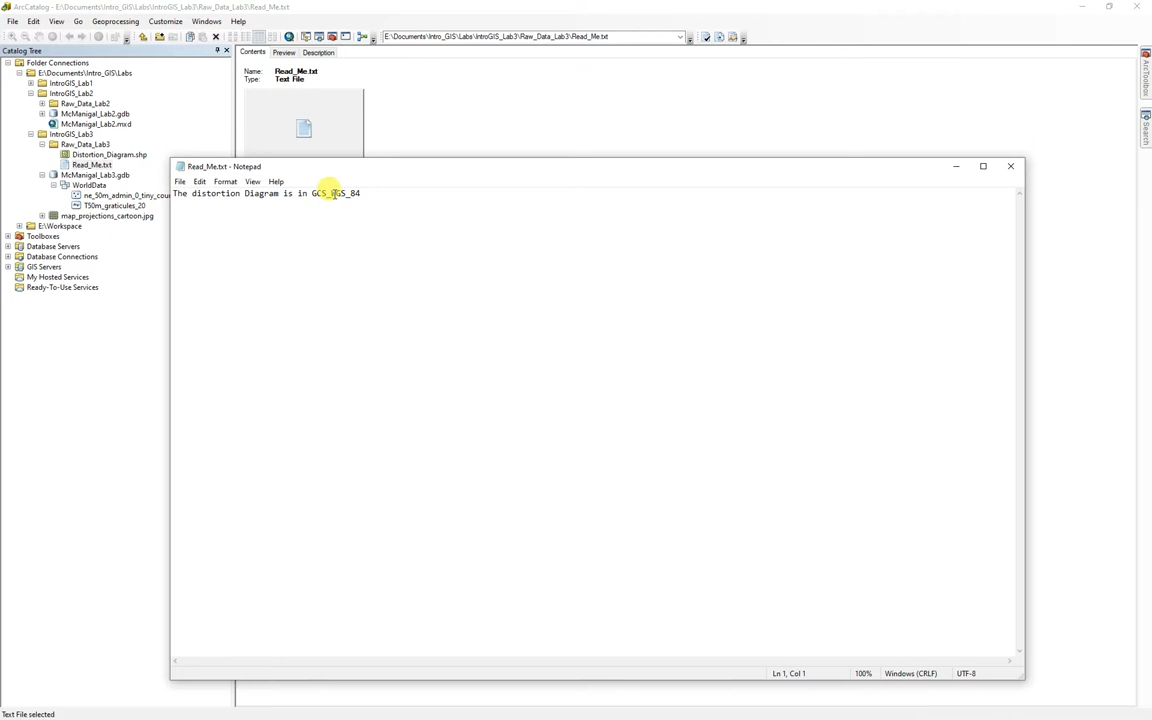 ArcCatalog - E:\Documents\Intro_GIS\Labs\IntroGIS_Lab3\Raw_Data_Lab3\Read_Me.txt
File Edit View Go Geoprocessing Customize Windows Help
E:\Documents\Intro_GIS\Labs\IntroGIS_Lab3\Raw_Data_Lab3\Read_Me.txt
Catalog Tree
Folder Connections
E:\Documents\Intro_GIS\Labs
IntroGIS_Lab1
IntroGIS_Lab2
Raw_Data_Lab2
McManigal_Lab2.gdb
McManigal_Lab2.mxd
IntroGIS_Lab3
Raw_Data_Lab3
Distortion_Diagram.shp
Read_Me.txt
McManigal_Lab3.gdb
WorldData
ne_50m_admin_0_tiny_cou
T50m_graticules_20
map_projections_cartoon.jpg
E:\Workspace
Toolboxes
Database Servers
Database Connections
GIS Servers
My Hosted Services
Ready-To-Use Services
Contents Preview Description
Name: Read_Me.txt
Type: Text File
Read_Me.txt - Notepad
File Edit Format View Help
The distortion Diagram is in GCS_WGS_84
Ln 1, Col 1 100% Windows (CRLF) UTF-8
ArcToolbox
Search
Text File selected